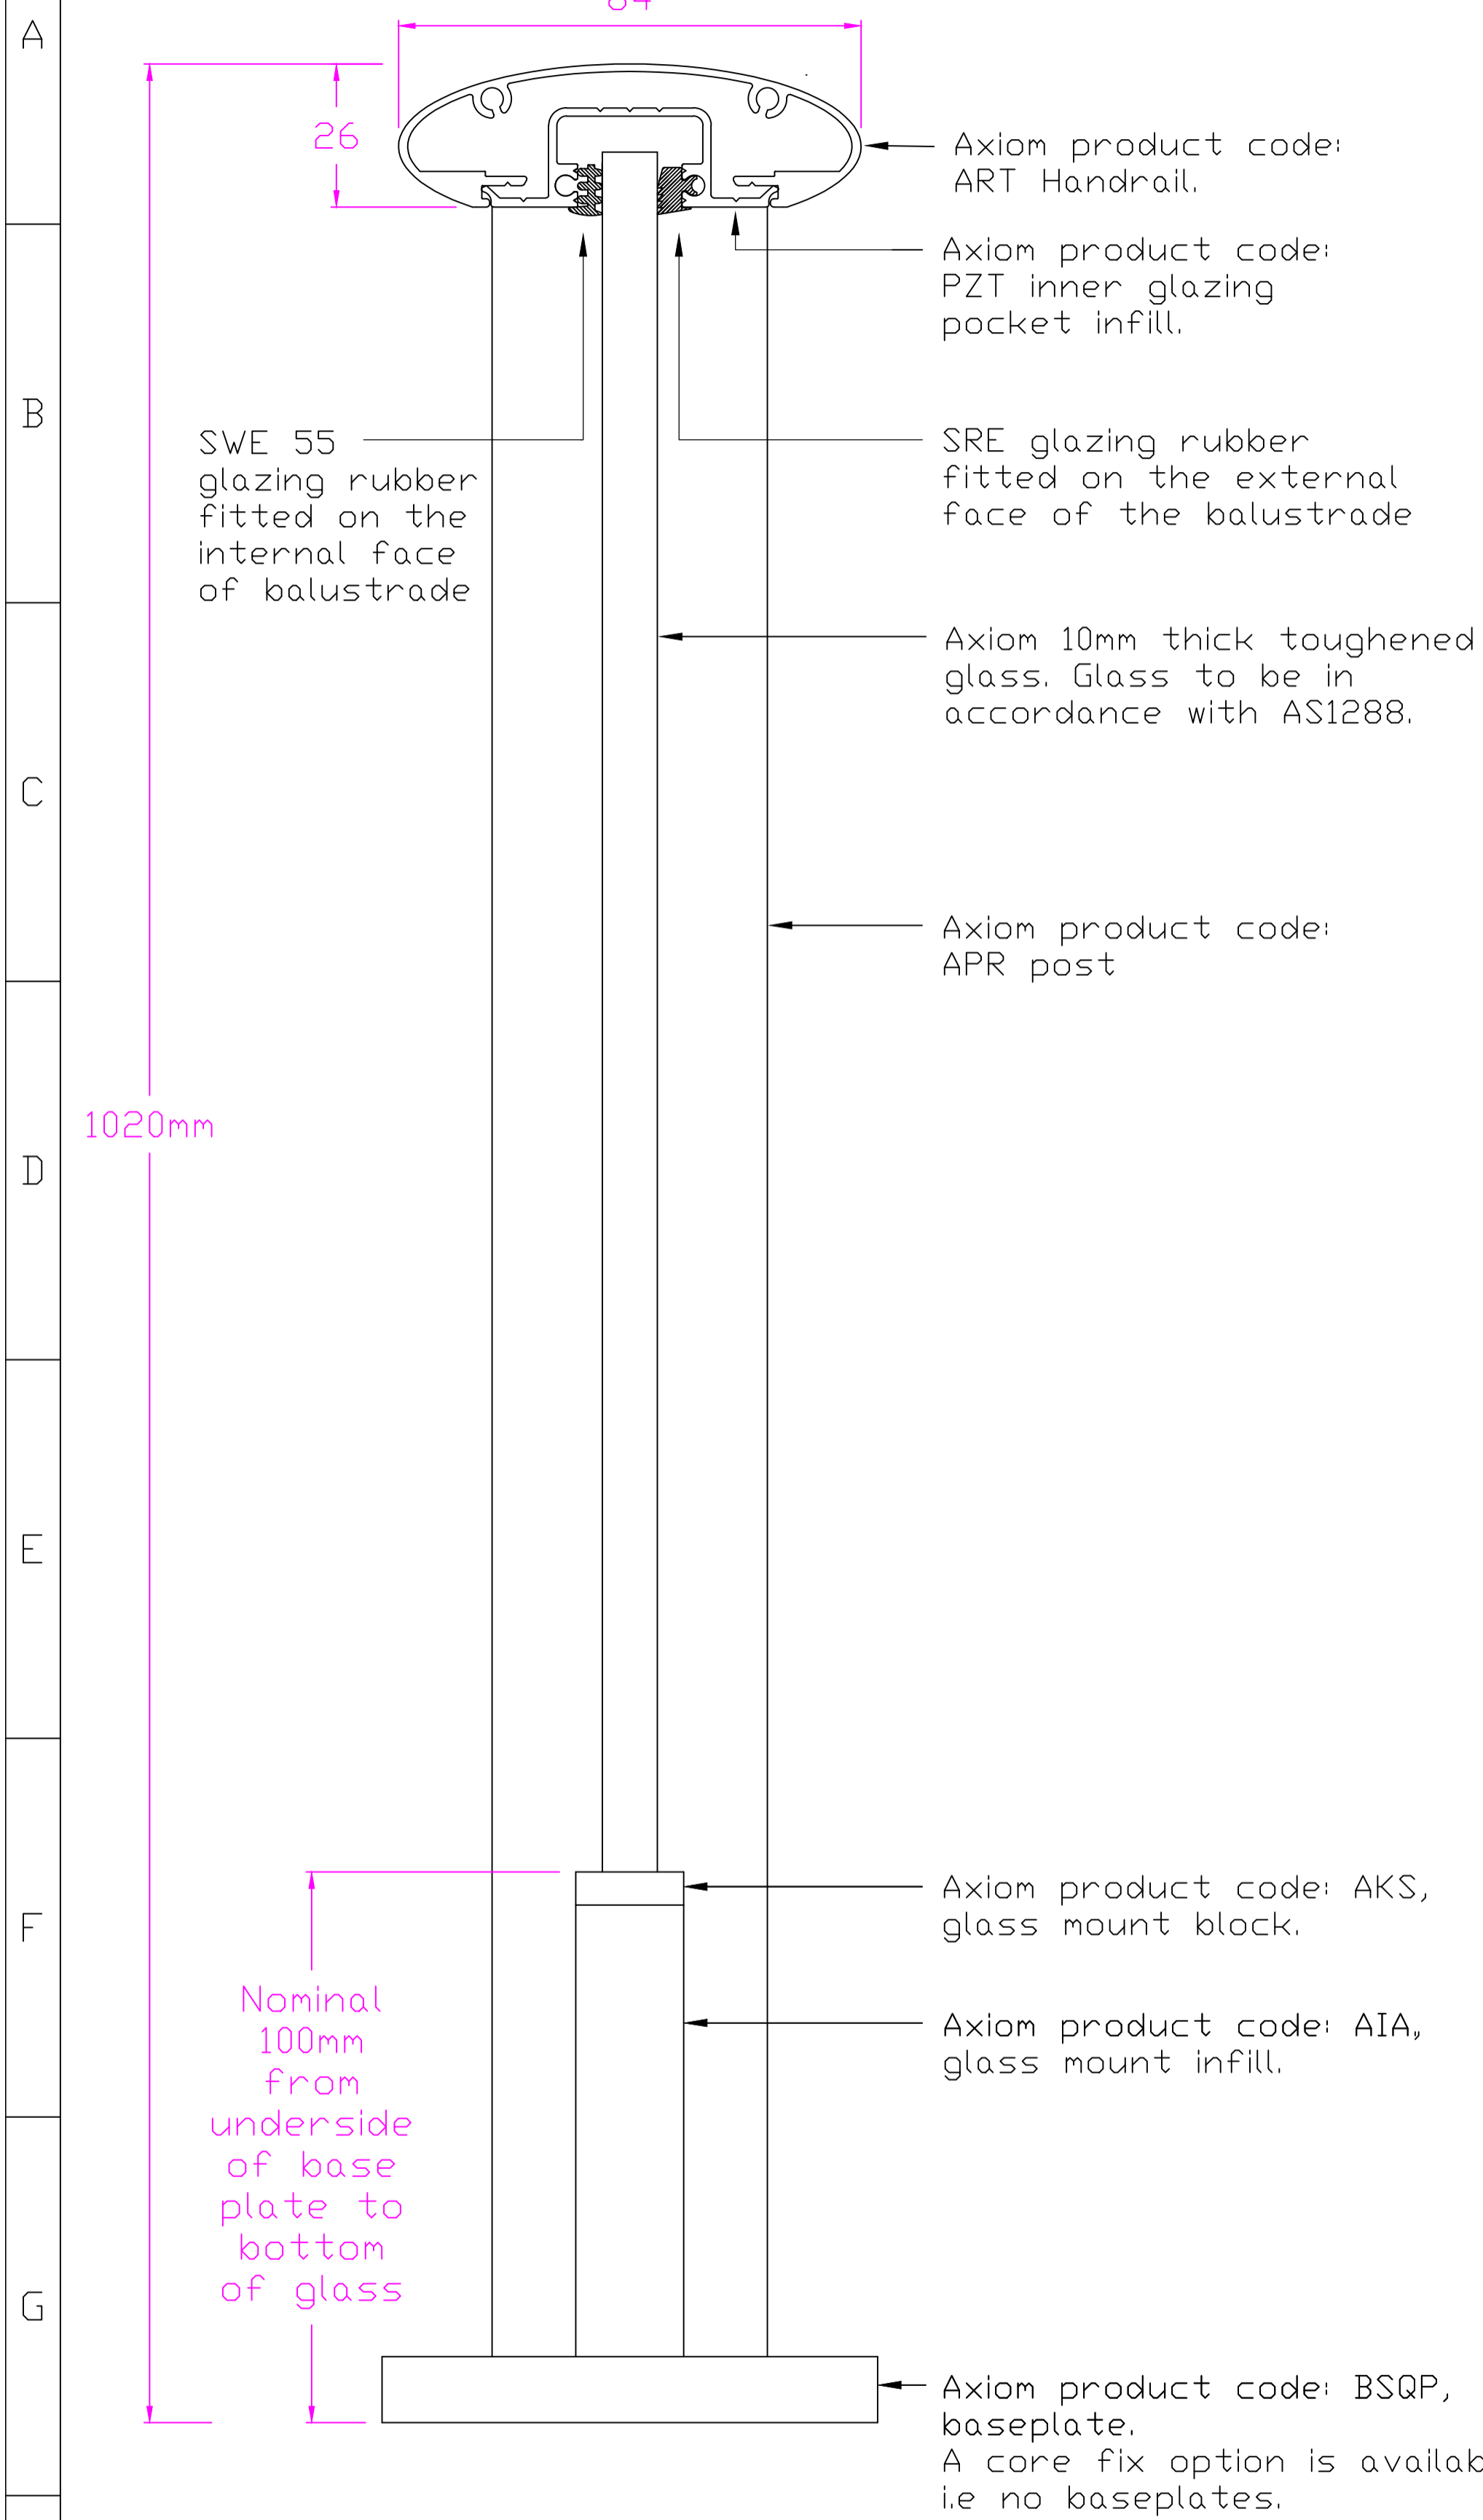 A
26
Axiom product code:
ART Handrail.
Axiom product code:
PZT inner glazing
pocket infill.
B
SWE 55
glazing rubber
fitted on the
internal face
of balustrade
SRE glazing rubber
fitted on the external
face of the balustrade
Axiom 10mm thick toughened
glass. Glass to be in
accordance with AS1288.
C
Axiom product code:
APR post
1020mm
D
E
Axiom product code: AKS,
glass mount block.
F
Nominal
100mm
from
underside
of base
plate to
bottom
of glass
Axiom product code: AIA,,
glass mount infill.
G
Axiom product code: BSQP,
baseplate.
A core fix option is availab
i.e no baseplates.